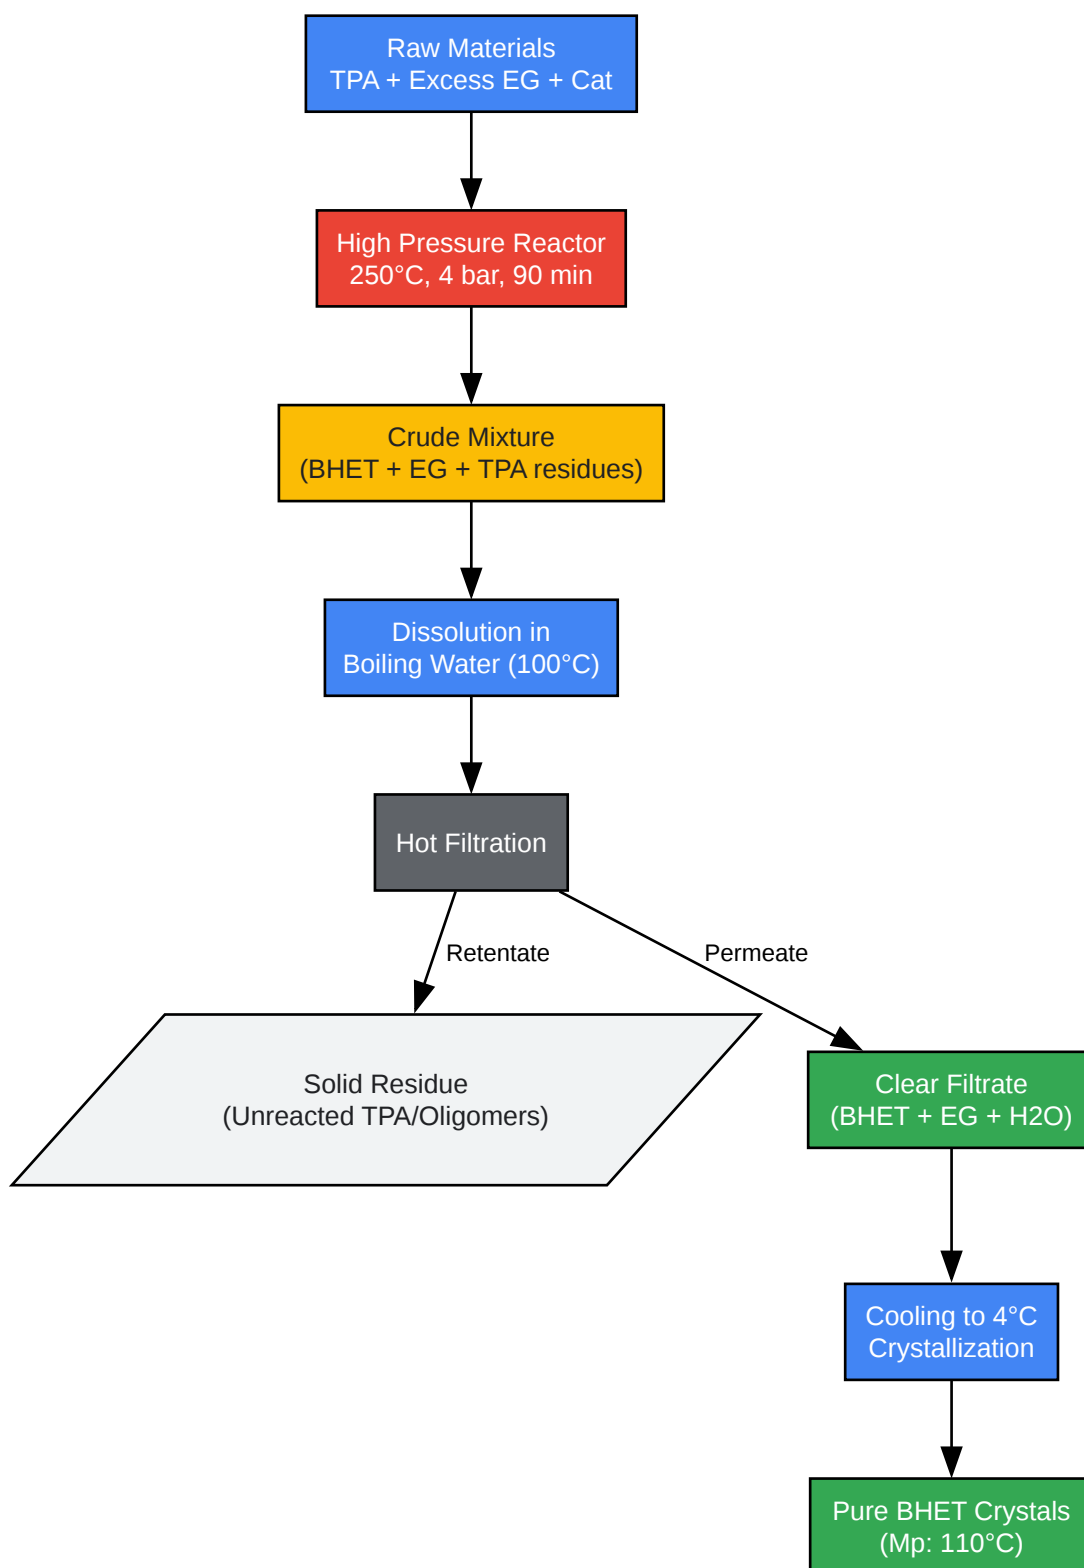 Raw Materials
TPA + Excess EG + Cat
High Pressure Reactor
250°C, 4 bar, 90 min
Crude Mixture
(BHET + EG + TPA residues)
Dissolution in
Boiling Water (100°C)
Hot Filtration
Retentate
Permeate
Solid Residue
(Unreacted TPA/Oligomers)
Clear Filtrate
(BHET + EG + H2O)
Cooling to 4°C
Crystallization
Pure BHET Crystals
(Mp: 110°C)